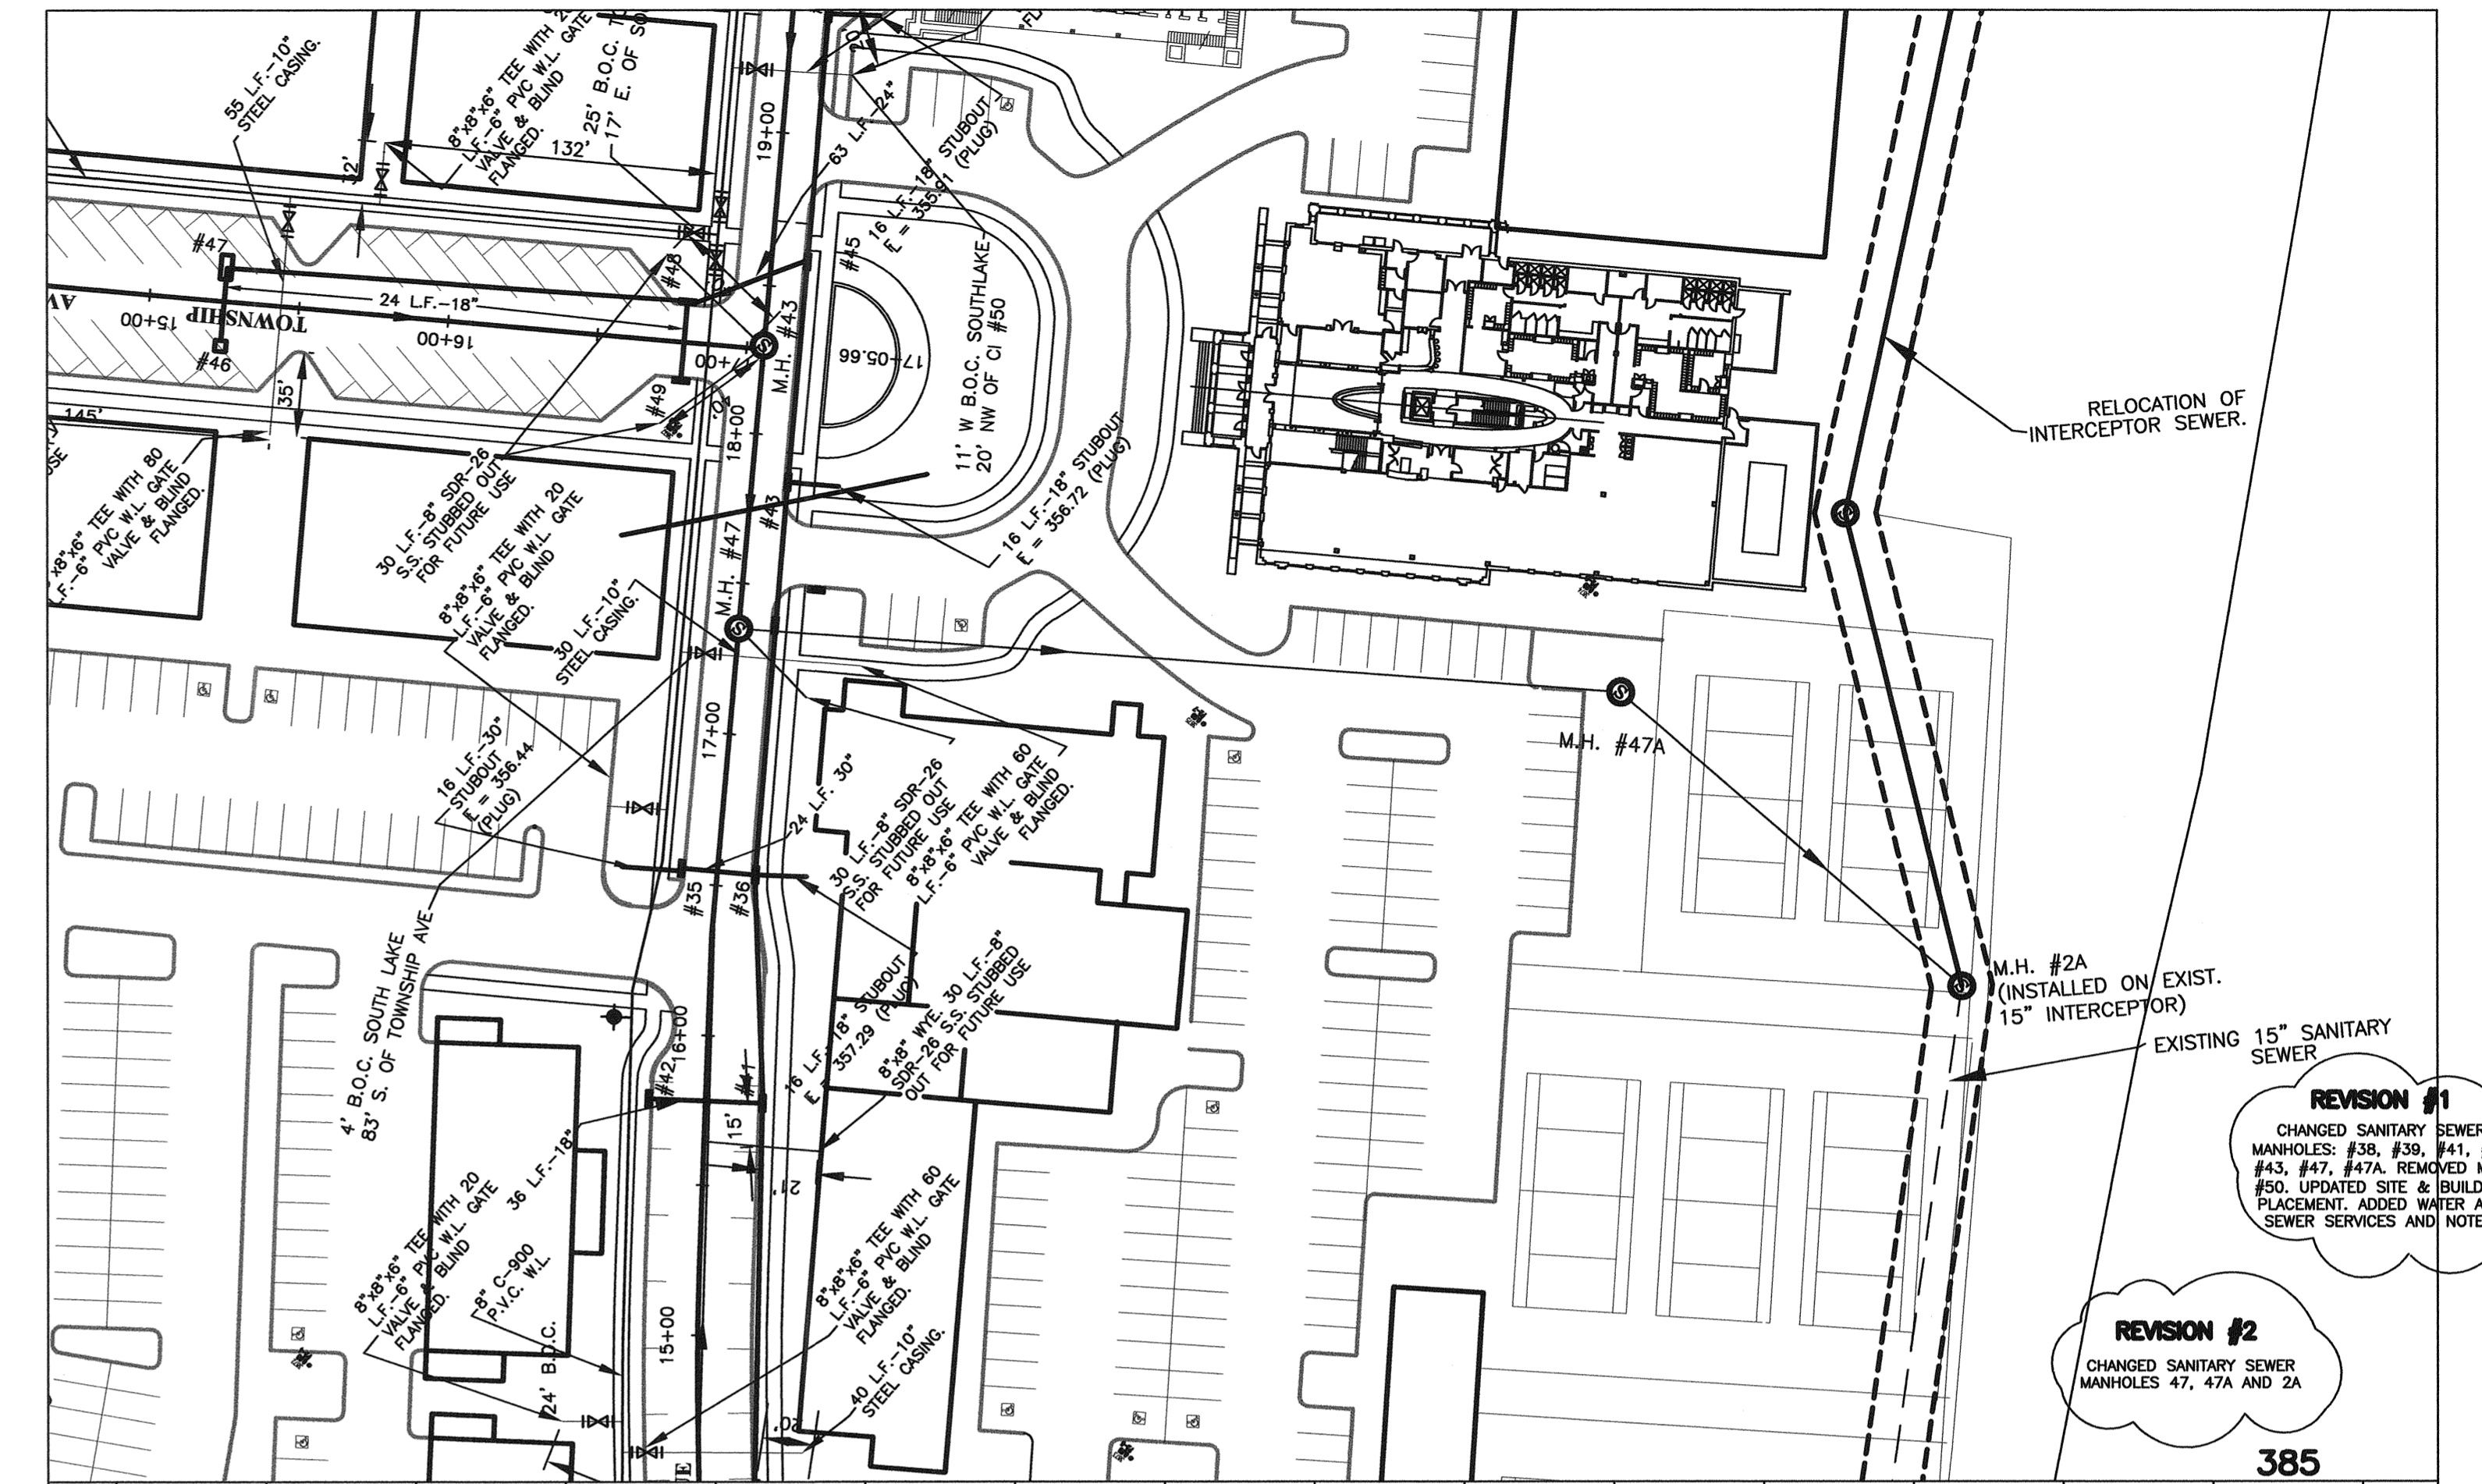 55 L.F.-10"
STEEL CASING.
8"x8"x6" TEE WITH
L.F.-6" PVC W.L. GATE
VALVE & BLIND
FLANGED.
25' B.O.C.
17' E. OF
132'
19+00
63 L.F.-24"
16 L.F.-18" STUBOUT
(PLUG)
#45
#47
#48
24 L.F.-18"
AV
15+00
TOWNSHIP
16+00
#46
17+00
M.H. #43
17+05.66
11' W B.O.C. SOUTHLAKE
20' NW OF CI #50
35'
145'
#49
18+00
8"x6" TEE WITH 80
L.F.-6" PVC W.L. GATE
VALVE & BLIND
FLANGED.
30 L.F.-8" SDR-26
S.S. STUBBED OUT
FOR FUTURE USE
8"x8"x6" TEE WITH 20
L.F.-6" PVC W.L. GATE
VALVE & BLIND
FLANGED.
30 L.F.-10"
STEEL CASING.
#43
M.H. #47
16 L.F.-18" STUBOUT
E = 356.72 (PLUG)
RELOCATION OF
INTERCEPTOR SEWER.
17+00
M.H. #47A
16 L.F.-30"
STUBOUT
E = 356.44
(PLUG)
24 L.F. 30"
30 L.F.-8" SDR-26
S.S. STUBBED OUT
FOR FUTURE USE
8"x8"x6" TEE WITH 60
L.F.-6" PVC W.L. GATE
VALVE & BLIND
FLANGED.
#35
#36
4' B.O.C. SOUTH LAKE
83' S. OF TOWNSHIP AVE
M.H. #2A
(INSTALLED ON EXIST.
15" INTERCEPTOR)
EXISTING 15" SANITARY
SEWER
16+00
#42
#41
16 L.F.-18" STUBOUT
357.29 (PLUG)
8"x8" WYE. 30 L.F.-8"
SDR-26 S.S. STUBBED
OUT FOR FUTURE USE
15'
21'
36 L.F.-18"
8"x8"x6" TEE WITH 20
L.F.-6" PVC W.L. GATE
VALVE & BLIND
FLANGED.
8" C-900
P.V.C. W.L.
8"x8"x6" TEE WITH 60
L.F.-6" PVC W.L. GATE
VALVE & BLIND
FLANGED.
15+00
24' B.O.C.
20'
40 L.F.-10"
STEEL CASING.
REVISION #1
CHANGED SANITARY SEWER
MANHOLES: #38, #39, #41,
#43, #47, #47A. REMOVED
#50. UPDATED SITE & BUILD
PLACEMENT. ADDED WATER
SEWER SERVICES AND NOTE
REVISION #2
CHANGED SANITARY SEWER
MANHOLES 47, 47A AND 2A
385